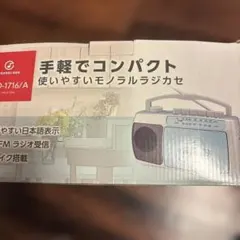 手軽でコンパクト
使いやすいモノラルラジカセ
-1716/A
やすい日本語表示
FM ラジオ受信
イク搭載